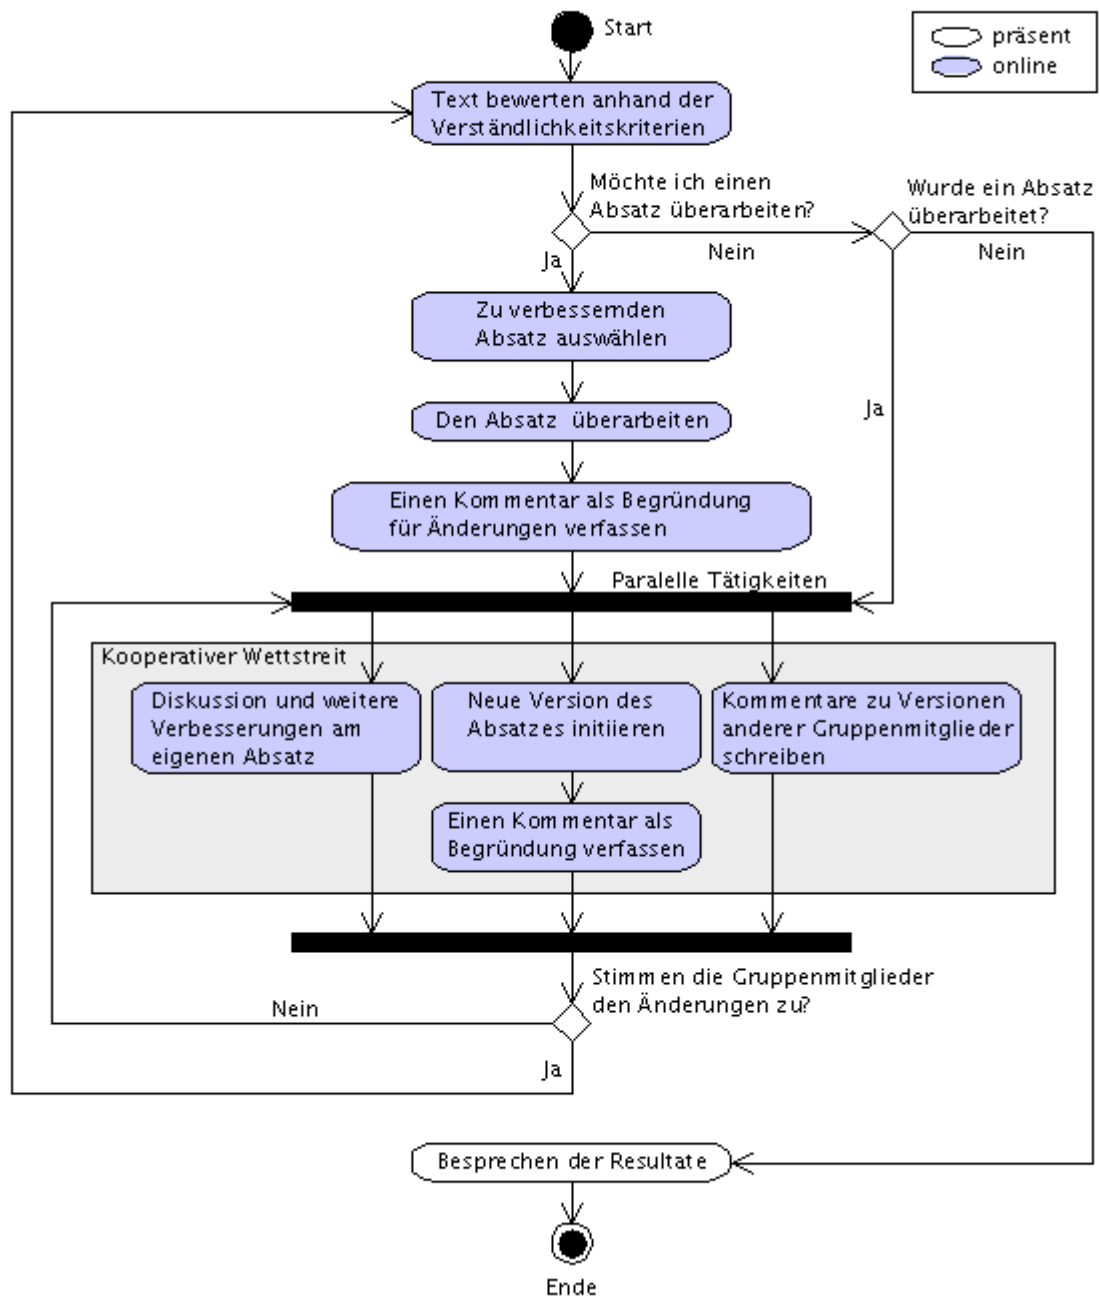 Start
präsent
online
Text bewerten anhand der
Verständlichkeitskriterien
Möchte ich einen
Absatz überarbeiten?
Wurde ein Absatz
überarbeitet?
Nein
Nein
Ja
Zu verbessernden
Absatz auswählen
Ja
Den Absatz überarbeiten
Einen Kommentar als Begründung
für Änderungen verfassen
Paralelle Tätigkeiten
Kooperativer Wettstreit
Diskussion und weitere
Verbesserungen am
eigenen Absatz
Neue Version des
Absatzes initiieren
Kommentare zu Versionen
anderer Gruppenmitglieder
schreiben
Einen Kommentar als
Begründung verfassen
Stimmen die Gruppenmitglieder
den Änderungen zu?
Nein
Ja
Besprechen der Resultate
Ende